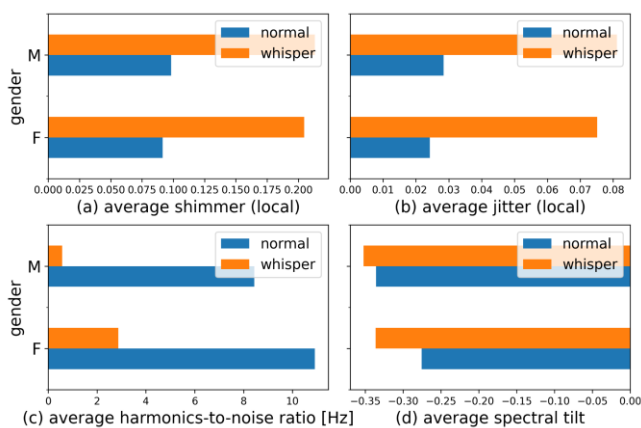 normal
whisper
M
F
gender
0.000 0.025 0.050 0.075 0.100 0.125 0.150 0.175 0.200
(a) average shimmer (local)
normal
whisper
M
F
0.00 0.01 0.02 0.03 0.04 0.05 0.06 0.07 0.08
(b) average jitter (local)
normal
whisper
M
F
gender
0 2 4 6 8 10
(c) average harmonics-to-noise ratio [Hz]
normal
whisper
M
F
−0.35 −0.30 −0.25 −0.20 −0.15 −0.10 −0.05 0.00
(d) average spectral tilt